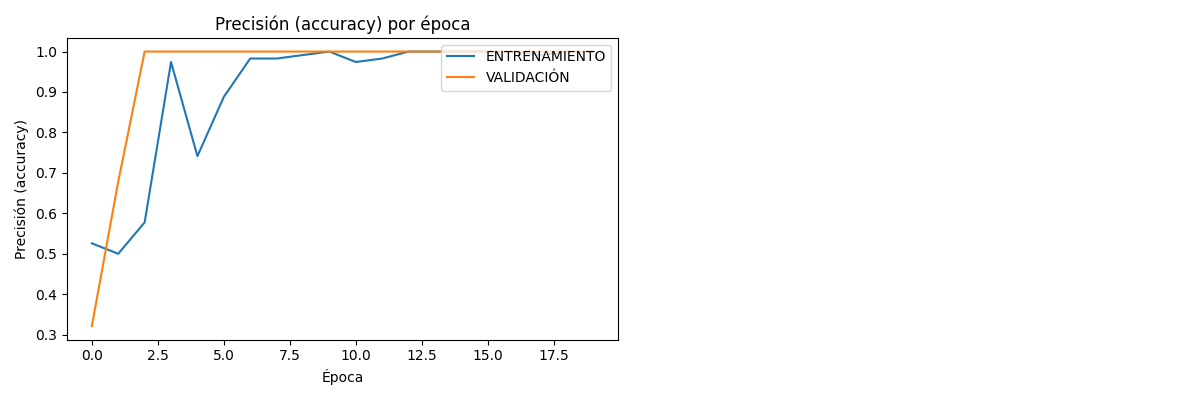 Precisión (accuracy) por época
Precisión (accuracy)
1.0
0.9
0.8
0.7
0.6
0.5
0.4
0.3
ENTRENAMIENTO
VALIDACIÓN
0.0 2.5 5.0 7.5 10.0 12.5 15.0 17.5
Época